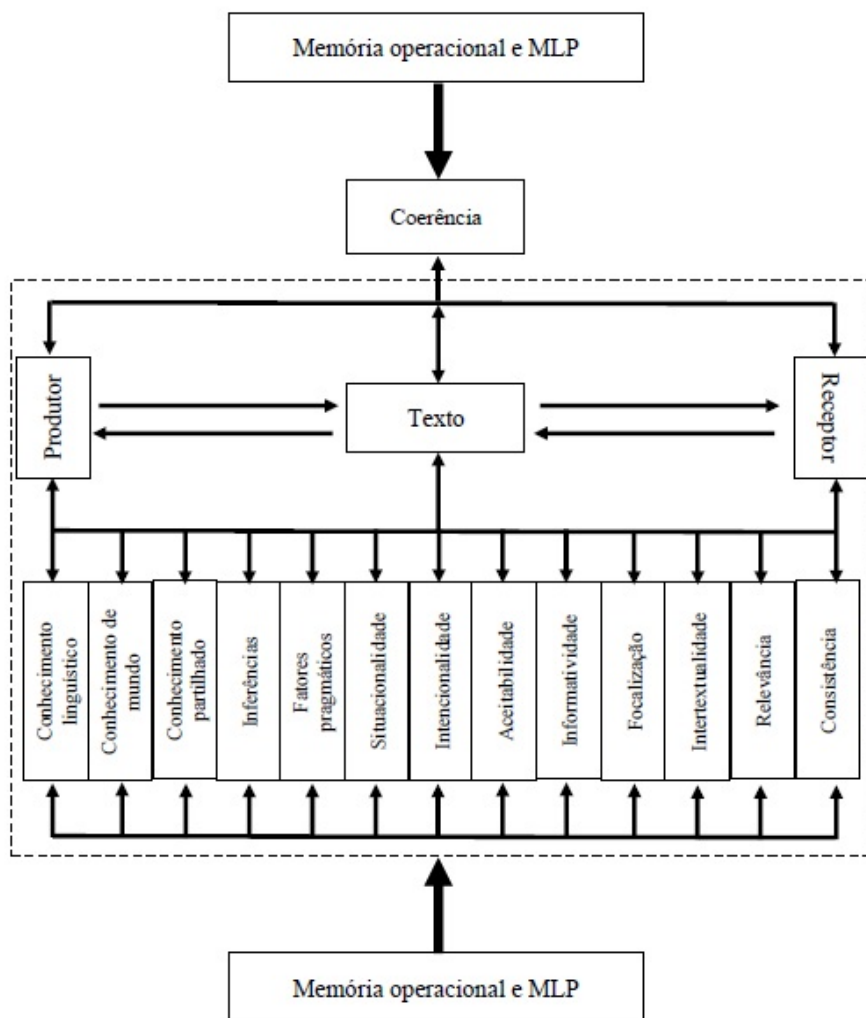 Memória operacional e MLP
Coerência
Produtor
Texto
Receptor
Conhecimento
linguístico
Conhecimento de
mundo
Conhecimento
partilhado
Inferências
Fatores
pragmáticos
Situacionalidade
Intencionalidade
Aceitabilidade
Informatividade
Focalização
Intertextualidade
Relevância
Consistência
Memória operacional e MLP